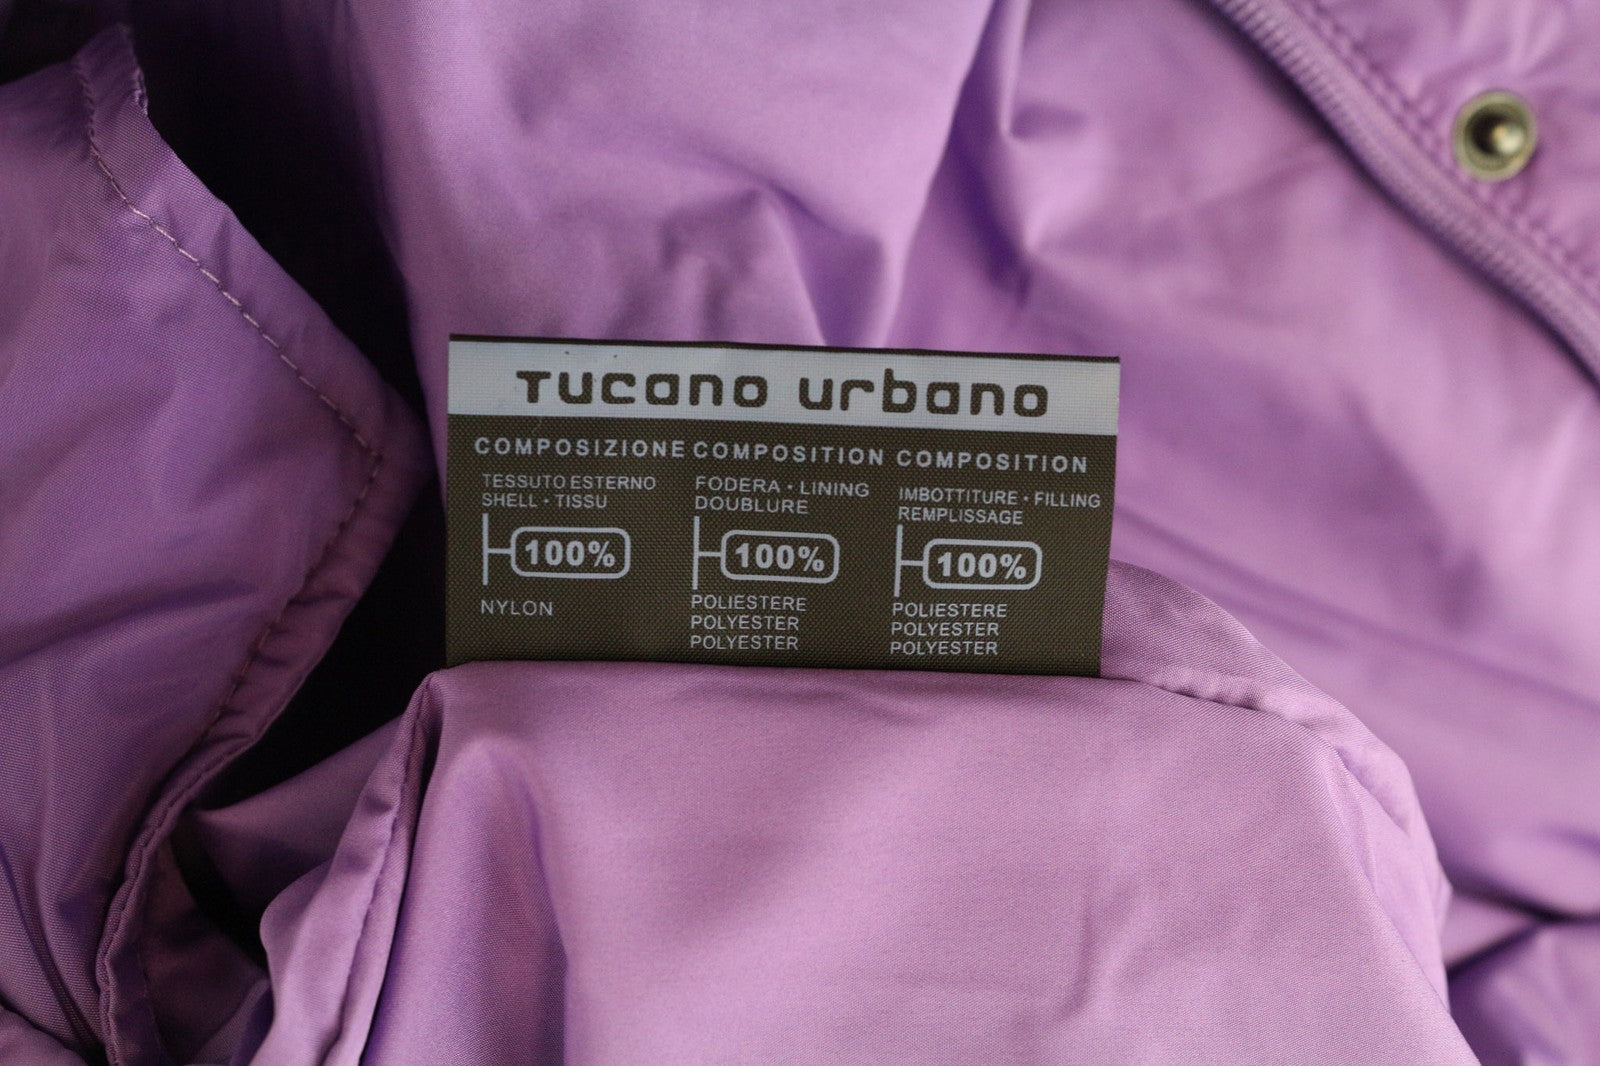 Tucano urbano
COMPOSIZIONE
TESSUTO ESTERNO
SHELL • TISSU
100%
NYLON
COMPOSITION
FODERA • LINING
DOUBLURE
100%
POLIESTERE
POLYESTER
POLYESTER
COMPOSITION
IMBOTTITURE • FILLING
REMPLISSAGE
100%
POLIESTERE
POLYESTER
POLYESTER